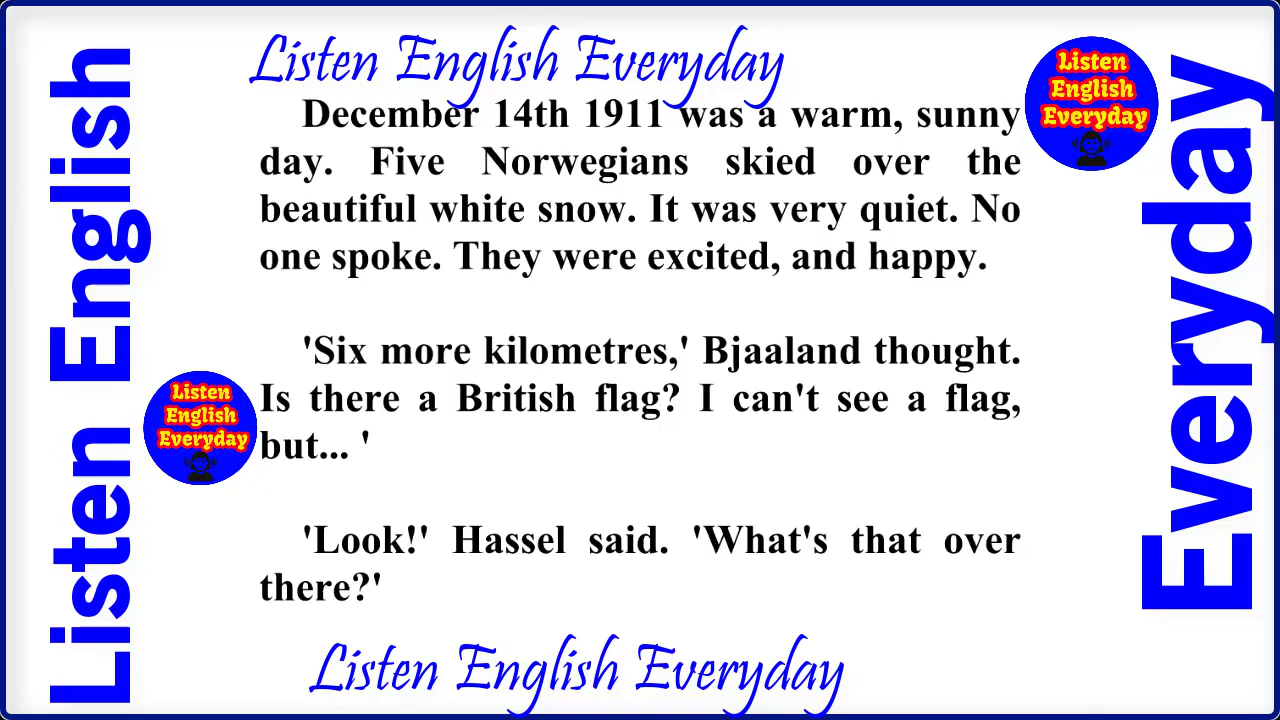 Listen English Everyday
December 14th 1911 was a warm, sunny
day. Five Norwegians skied over the
beautiful white snow. It was very quiet. No
one spoke. They were excited, and happy.
'Six more kilometres,' Bjaaland thought.
Is there a British flag? I can't see a flag,
but... '
'Look!' Hassel said. 'What's that over
there?'
Listen English Everyday
Listen English
Everyday
Listen
English
Everyday
Listen
English
Everyday